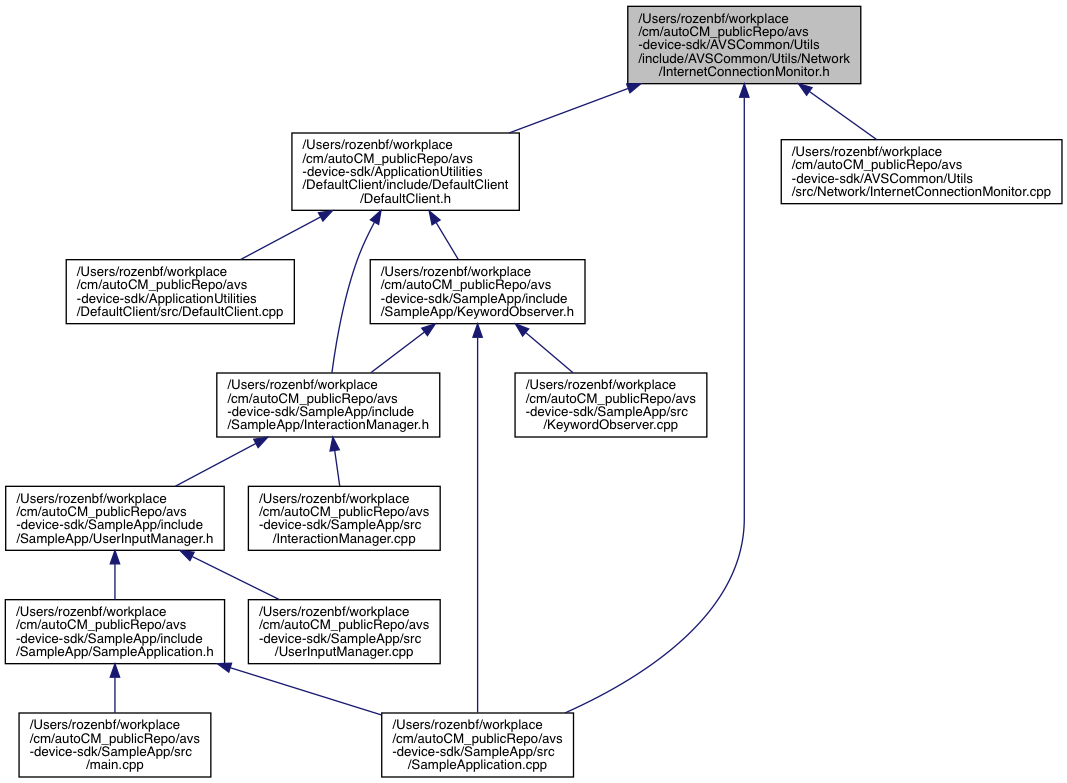 /Users/rozenbf/workplace
/cm/autoCM_publicRepo/avs
-device-sdk/AVSCommon/Utils
/include/AVSCommon/Utils/Network
/InternetConnectionMonitor.h
/Users/rozenbf/workplace
/cm/autoCM_publicRepo/avs
-device-sdk/ApplicationUtilities
/DefaultClient/include/DefaultClient
/DefaultClient.h
/Users/rozenbf/workplace
/cm/autoCM_publicRepo/avs
-device-sdk/AVSCommon/Utils
src/Network/InternetConnectionMonitor.cpp
/Users/rozenbf/workplace
/cm/autoCM_publicRepo/avs
-device-sdk/ApplicationUtilities
/DefaultClient/src/DefaultClient.cpp
/Users/rozenbf/workplace
/cm/autoCM_publicRepo/avs
-device-sdk/SampleApp/include
/SampleApp/KeywordObserver.h
/Users/rozenbf/workplace
/cm/autoCM_publicRepo/avs
-device-sdk/SampleApp/include
/SampleApp/InteractionManager.h
/Users/rozenbf/workplace
/cm/autoCM_publicRepo/avs
-device-sdk/SampleApp/src
/KeywordObserver.cpp
/Users/rozenbf/workplace
/cm/autoCM_publicRepo/avs
-device-sdk/SampleApp/include
/SampleApp/UserInputManager.h
/Users/rozenbf/workplace
/cm/autoCM_publicRepo/avs
-device-sdk/SampleApp/src
/InteractionManager.cpp
/Users/rozenbf/workplace
/cm/autoCM_publicRepo/avs
-device-sdk/SampleApp/include
/SampleApp/SampleApplication.h
/Users/rozenbf/workplace
/cm/autoCM_publicRepo/avs
-device-sdk/SampleApp/src
/UserInputManager.cpp
/Users/rozenbf/workplace
/cm/autoCM_publicRepo/avs
-device-sdk/SampleApp/src
/main.cpp
/Users/rozenbf/workplace
/cm/autoCM_publicRepo/avs
-device-sdk/SampleApp/src
/SampleApplication.cpp